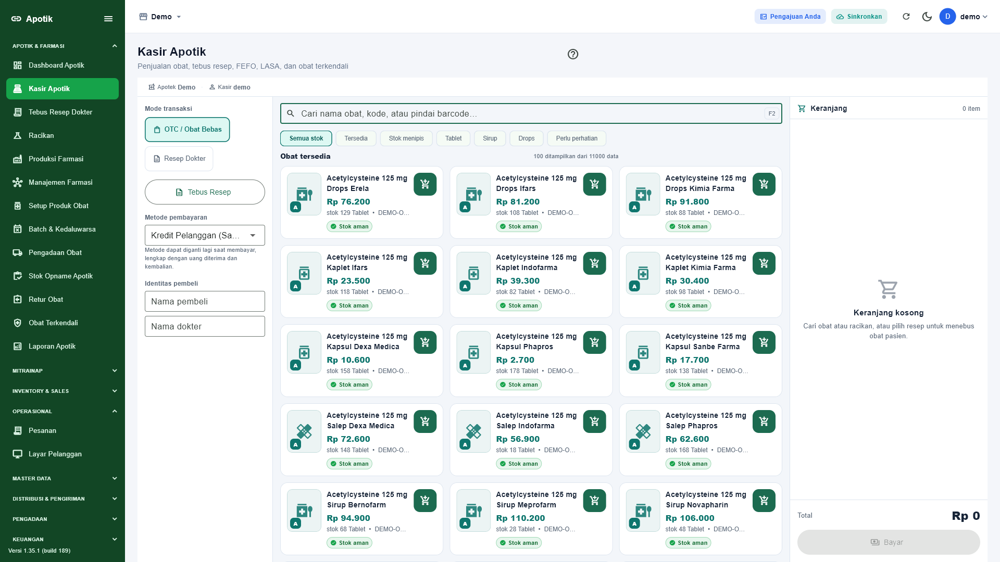 Apotik
APOTIK & FARMASI
Dashboard Apotik
Kasir Apotik
Tebus Resep Dokter
Racikan
Produksi Farmasi
Manajemen Farmasi
Setup Produk Obat
Batch & Kedaluwarsa
Pengadaan Obat
Stok Opname Apotik
Retur Obat
Obat Terkendali
Laporan Apotik
MITRAINAP
INVENTORY & SALES
OPERASIONAL
Pesanan
Layar Pelanggan
MASTER DATA
DISTRIBUSI & PENGIRIMAN
PENGADAAN
KEUANGAN
Versi 1.35.1 (build 189)
Demo
Pengajuan Anda
Sinkronkan
D
demo
Kasir Apotik
Penjualan obat, tebus resep, FEFO, LASA, dan obat terkendali
Apotek Demo · Kasir demo
Mode transaksi
OTC / Obat Bebas
Resep Dokter
Tebus Resep
Metode pembayaran
Kredit Pelanggan (Sa...
Metode dapat diganti lagi saat membayar,
lengkap dengan uang diterima dan
kembalian.
Identitas pembeli
Nama pembeli
Nama dokter
Cari nama obat, kode, atau pindai barcode...
F2
Semua stok
Tersedia
Stok menipis
Tablet
Sirup
Drops
Perlu perhatian
Obat tersedia
100 ditampilkan dari 11000 data
A
Acetylcysteine 125 mg
Drops Erela
Rp 76.200
stok 129 Tablet • DEMO-O...
Stok aman
A
Acetylcysteine 125 mg
Drops Ifars
Rp 81.200
stok 108 Tablet • DEMO-O...
Stok aman
A
Acetylcysteine 125 mg
Drops Kimia Farma
Rp 91.800
stok 88 Tablet • DEMO-O...
Stok aman
A
Acetylcysteine 125 mg
Kaplet Ifars
Rp 23.500
stok 118 Tablet • DEMO-O...
Stok aman
A
Acetylcysteine 125 mg
Kaplet Indofarma
Rp 39.300
stok 82 Tablet • DEMO-O...
Stok aman
A
Acetylcysteine 125 mg
Kaplet Kimia Farma
Rp 30.400
stok 98 Tablet • DEMO-O...
Stok aman
A
Acetylcysteine 125 mg
Kapsul Dexa Medica
Rp 10.600
stok 158 Tablet • DEMO-O...
Stok aman
A
Acetylcysteine 125 mg
Kapsul Phapros
Rp 2.700
stok 178 Tablet • DEMO-O...
Stok aman
A
Acetylcysteine 125 mg
Kapsul Sanbe Farma
Rp 17.700
stok 138 Tablet • DEMO-O...
Stok aman
A
Acetylcysteine 125 mg
Salep Dexa Medica
Rp 72.600
stok 148 Tablet • DEMO-O...
Stok aman
A
Acetylcysteine 125 mg
Salep Indofarma
Rp 56.900
stok 18 Tablet • DEMO-O...
Stok aman
A
Acetylcysteine 125 mg
Salep Phapros
Rp 62.600
stok 168 Tablet • DEMO-O...
Stok aman
A
Acetylcysteine 125 mg
Sirup Bernofarm
Rp 94.900
stok 68 Tablet • DEMO-O...
Stok aman
A
Acetylcysteine 125 mg
Sirup Meprofarm
Rp 110.200
stok 28 Tablet • DEMO-O...
Stok aman
A
Acetylcysteine 125 mg
Sirup Novapharin
Rp 106.000
stok 48 Tablet • DEMO-O...
Stok aman
Keranjang
0 item
Keranjang kosong
Cari obat atau racikan, atau pilih resep untuk menebus
obat pasien.
Total
Rp 0
Bayar